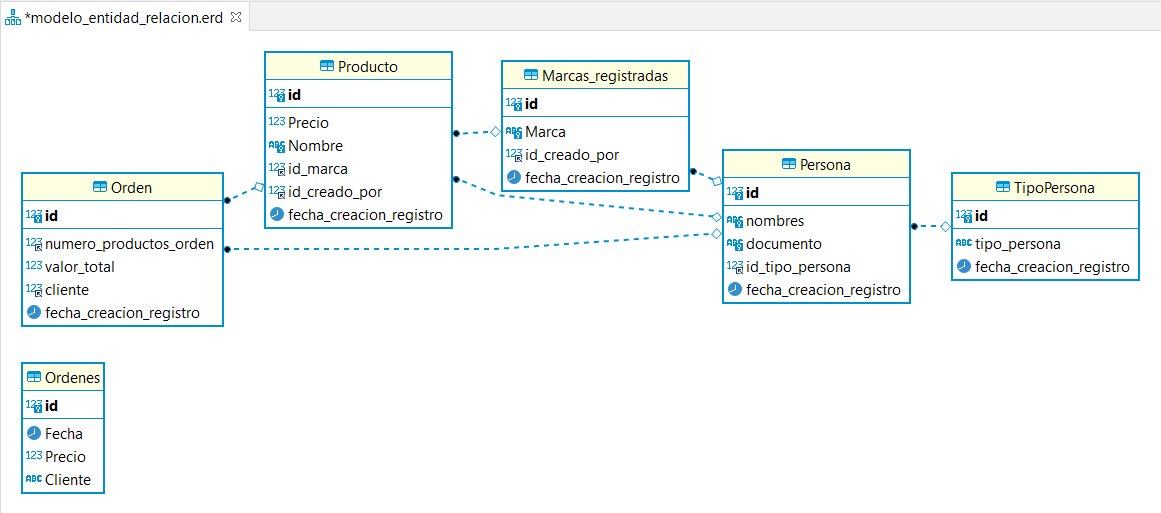 *modelo_entidad_relacion.erd
Producto
id
Precio
Nombre
id_marca
id_creado_por
fecha_creacion_registro
Marcas_registradas
id
Marca
id_creado_por
fecha_creacion_registro
Orden
id
numero_productos_orden
valor_total
cliente
fecha_creacion_registro
Persona
id
nombres
documento
id_tipo_persona
fecha_creacion_registro
TipoPersona
id
tipo_persona
fecha_creacion_registro
Ordenes
id
Fecha
Precio
Cliente